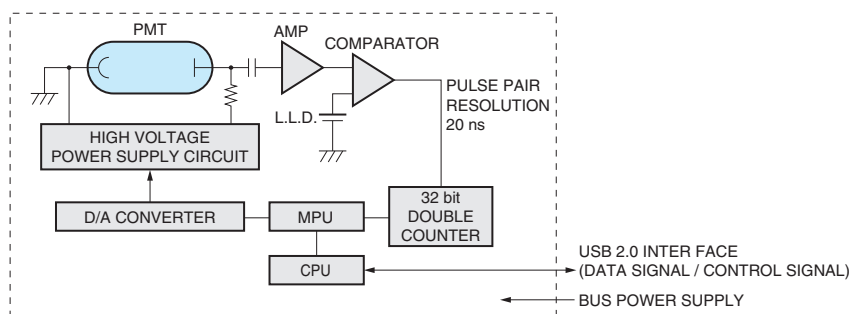 PMT
AMP
COMPARATOR
PULSE PAIR
RESOLUTION
20 ns
L.L.D.
HIGH VOLTAGE
POWER SUPPLY CIRCUIT
D/A CONVERTER
MPU
32 bit
DOUBLE
COUNTER
CPU
USB 2.0 INTER FACE
(DATA SIGNAL / CONTROL SIGNAL)
BUS POWER SUPPLY